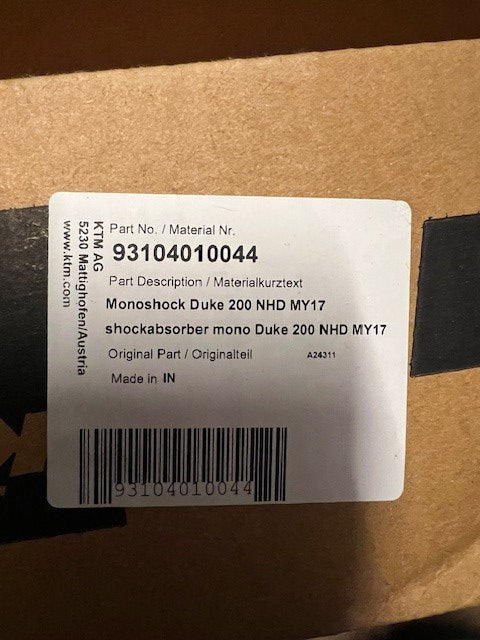 KTM AG
5230 Mattighofen/Austria
www.ktm.com
Part No. / Material Nr.
93104010044
Part Description / Materialkurztext
Monoshock Duke 200 NHD MY17
shockabsorber mono Duke 200 NHD MY17
Original Part / Originalteil A24311
Made in IN
93104010044